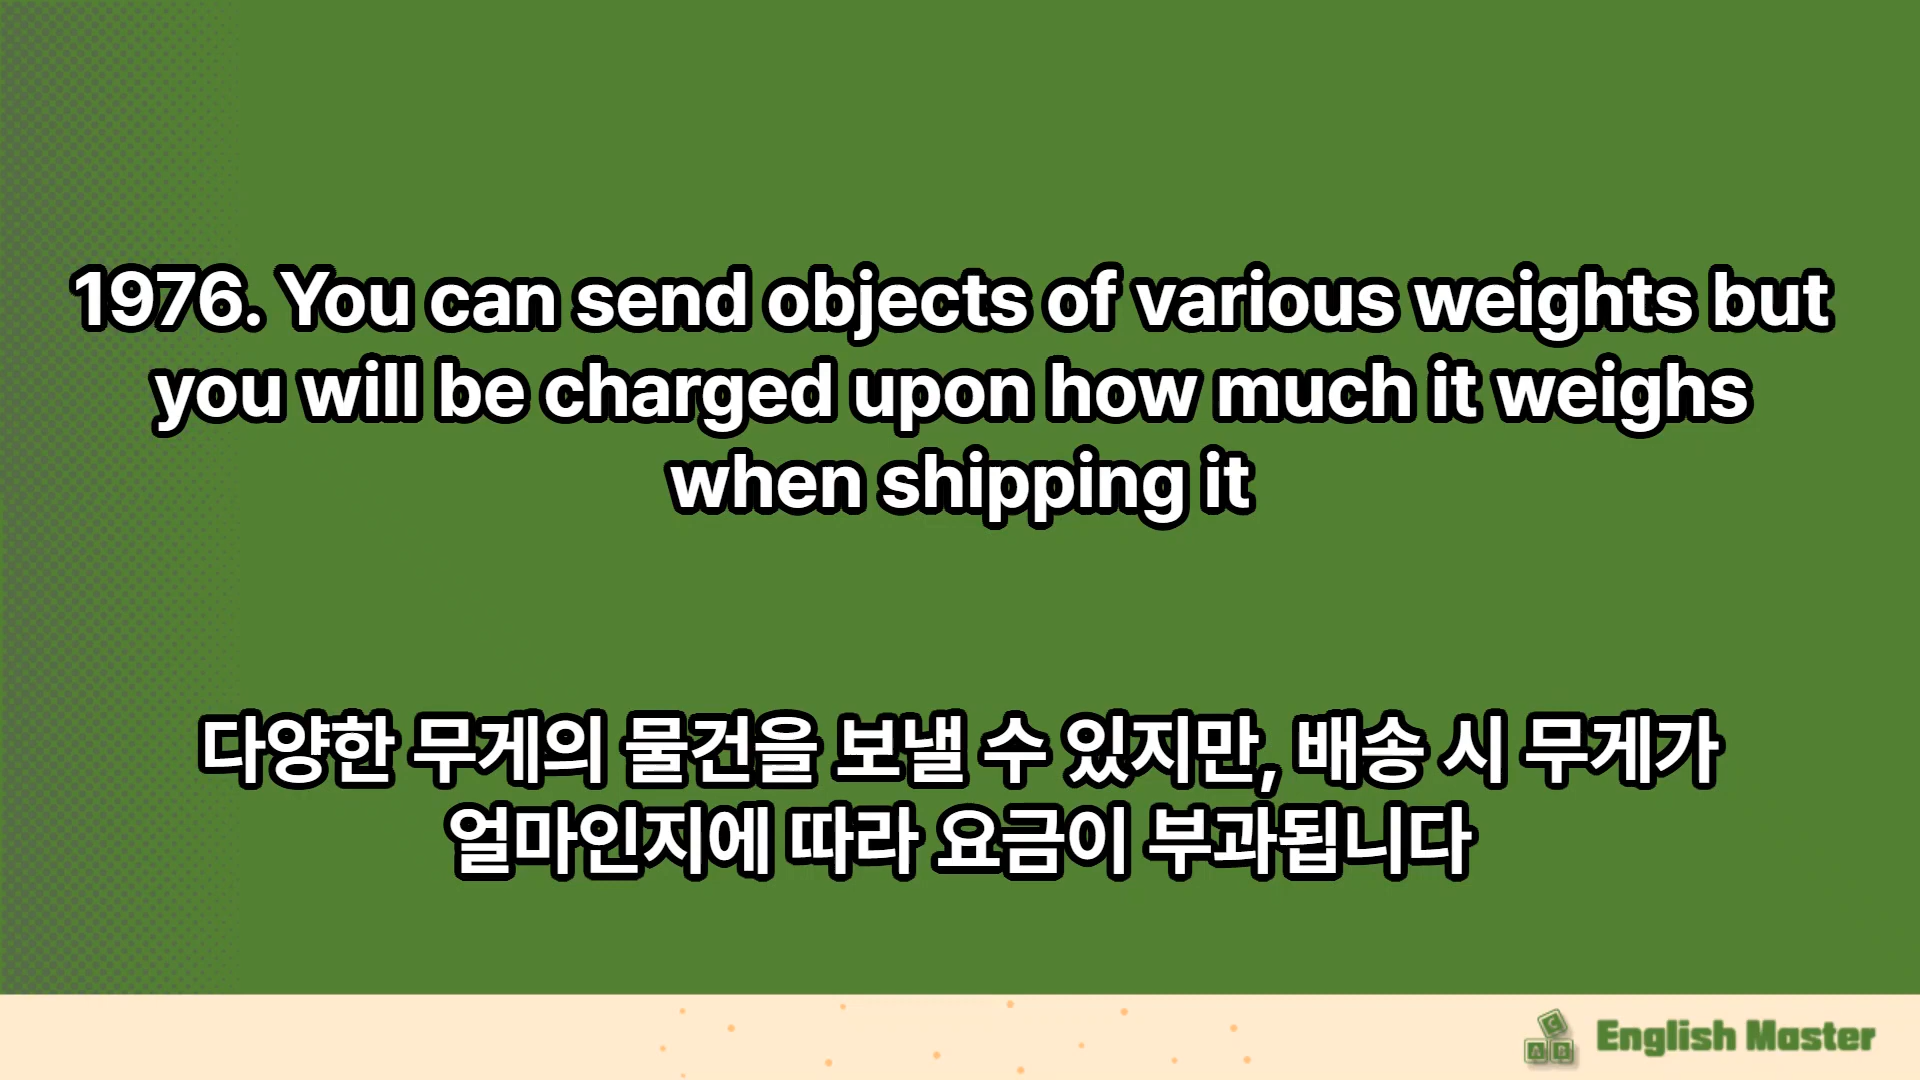 1976. You can send objects of various weights but
you will be charged upon how much it weighs
when shipping it
다양한 무게의 물건을 보낼 수 있지만, 배송 시 무게가
얼마인지에 따라 요금이 부과됩니다
C
A B
English Master